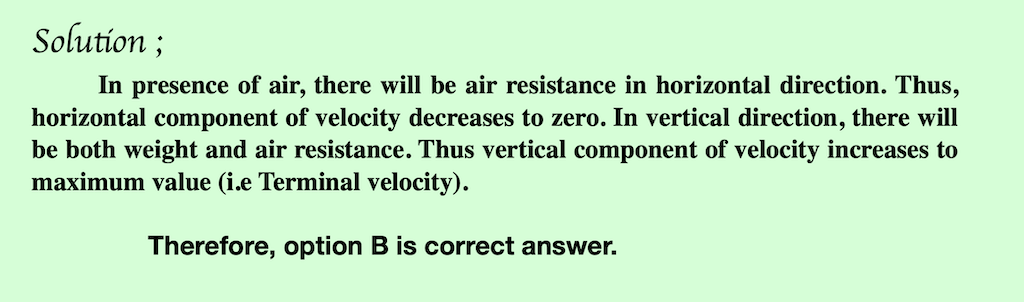 Solution ;
In presence of air, there will be air resistance in horizontal direction. Thus,
horizontal component of velocity decreases to zero. In vertical direction, there will
be both weight and air resistance. Thus vertical component of velocity increases to
maximum value (i.e Terminal velocity).
Therefore, option B is correct answer.